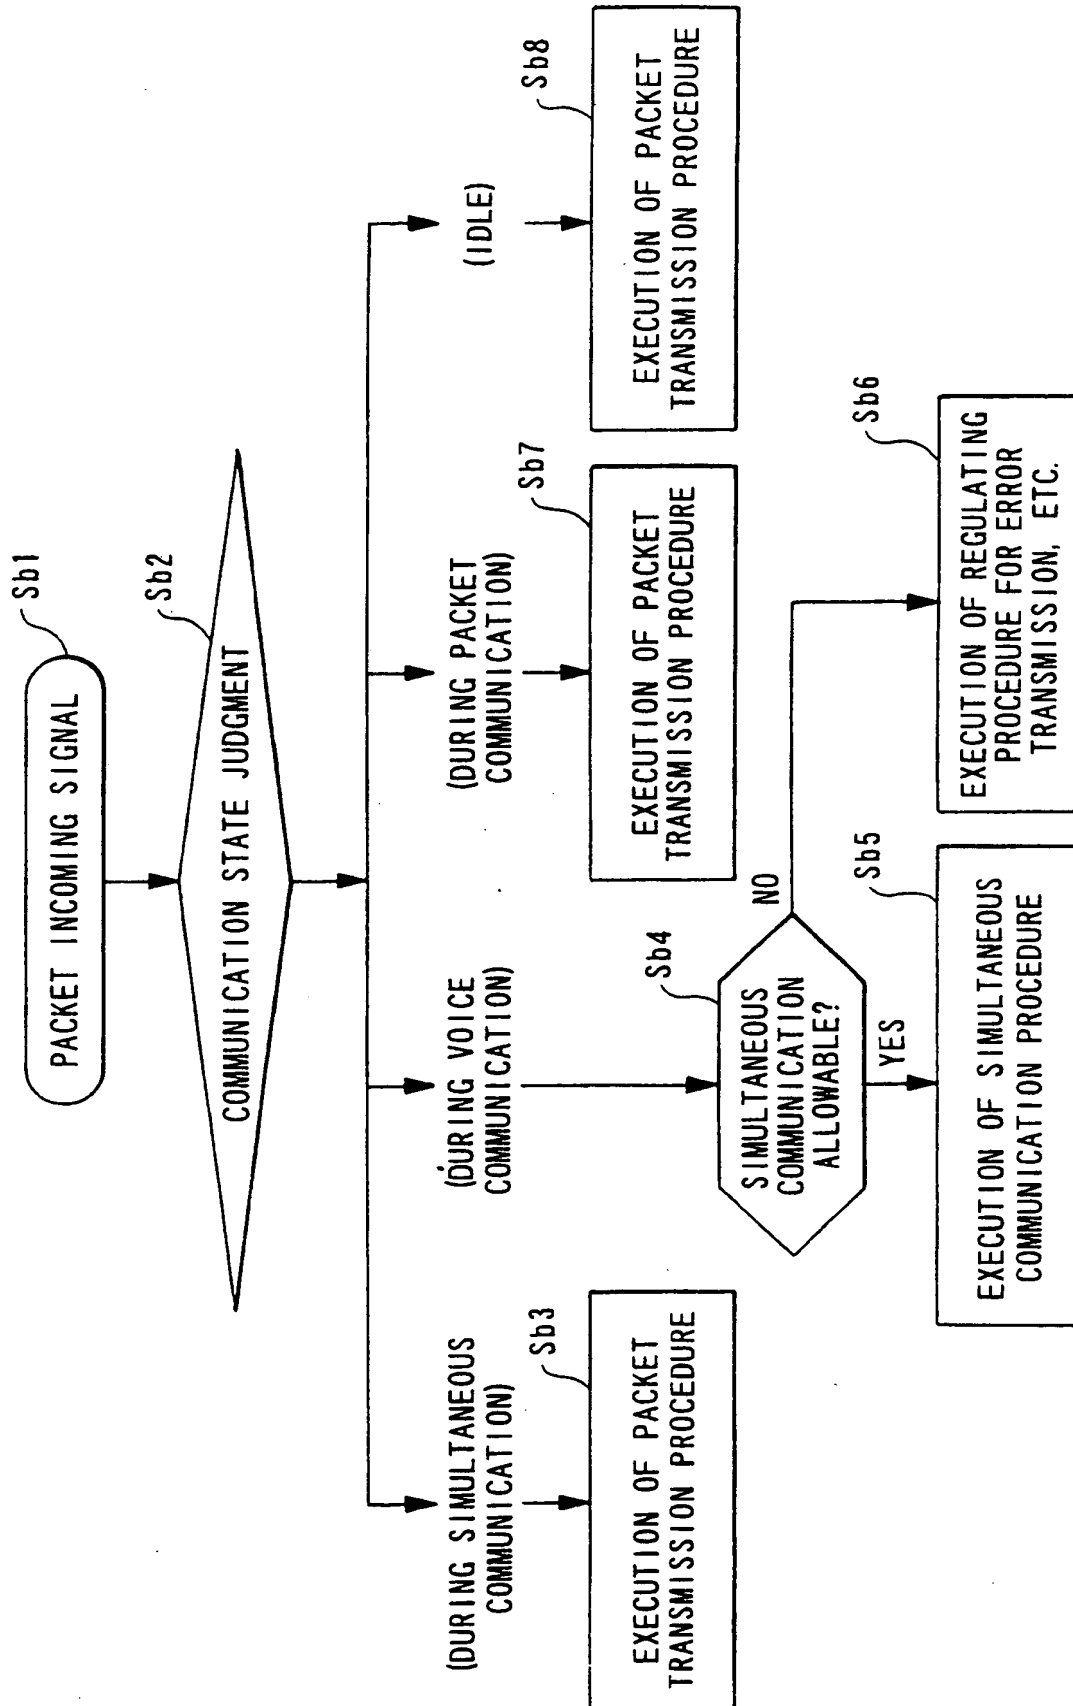 PACKET INCOMING SIGNAL
Sb1
COMMUNICATION STATE JUDGMENT
Sb2
(DURING SIMULTANEOUS
COMMUNICATION)
(DURING VOICE
COMMUNICATION)
(DURING PACKET
COMMUNICATION)
(IDLE)
Sb3
EXECUTION OF PACKET
TRANSMISSION PROCEDURE
Sb4
SIMULTANEOUS
COMMUNICATION
ALLOWABLE?
NO
YES
Sb7
EXECUTION OF PACKET
TRANSMISSION PROCEDURE
Sb8
EXECUTION OF PACKET
TRANSMISSION PROCEDURE
Sb5
EXECUTION OF SIMULTANEOUS
COMMUNICATION PROCEDURE
Sb6
EXECUTION OF REGULATING
PROCEDURE FOR ERROR
TRANSMISSION, ETC.